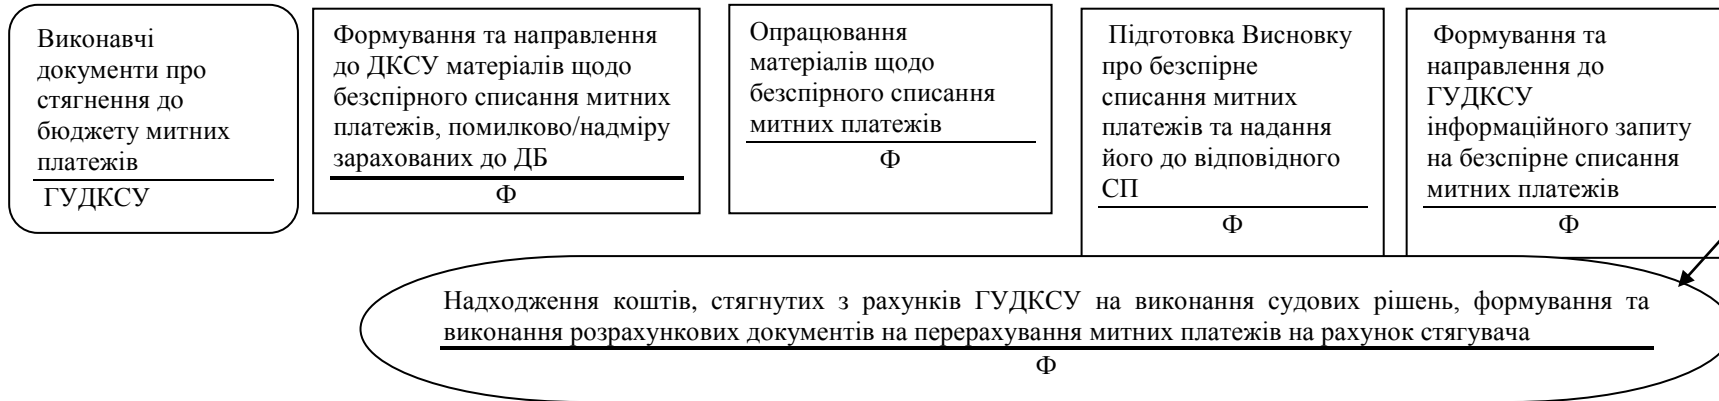 Виконавчі
документи про
стягнення до
бюджету митних
платежів
ГУДКСУ
Формування та направлення
до ДКСУ матеріалів щодо
безспірного списання митних
платежів, помилково/надміру
зарахованих до ДБ
Ф
Опрацювання
матеріалів щодо
безспірного списання
митних платежів
Ф
Підготовка Висновку
про безспірне
списання митних
платежів та надання
його до відповідного
СП
Ф
Формування та
направлення до
ГУДКСУ
інформаційного запиту
на безспірне списання
митних платежів
Ф
Надходження коштів, стягнутих з рахунків ГУДКСУ на виконання судових рішень, формування та
виконання розрахункових документів на перерахування митних платежів на рахунок стягувача
Ф